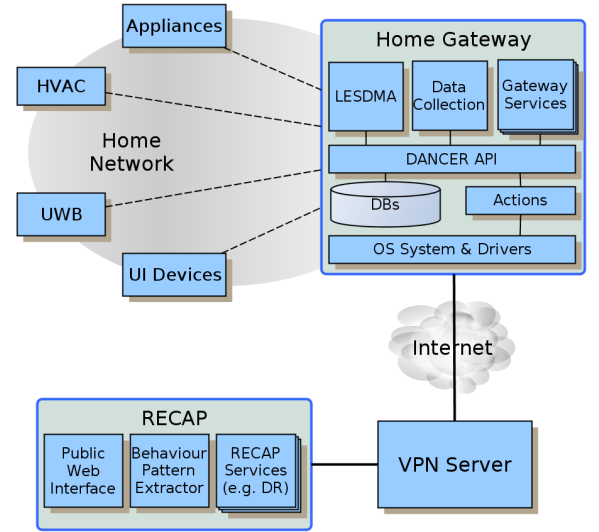 Appliances
Home Gateway
HVAC
LESDMA
Data
Collection
Gateway
Services
Home
Network
DANCER API
UWB
DBs
Actions
UI Devices
OS System & Drivers
Internet
RECAP
Public
Web
Interface
Behaviour
Pattern
Extractor
RECAP
Services
(e.g. DR)
VPN Server